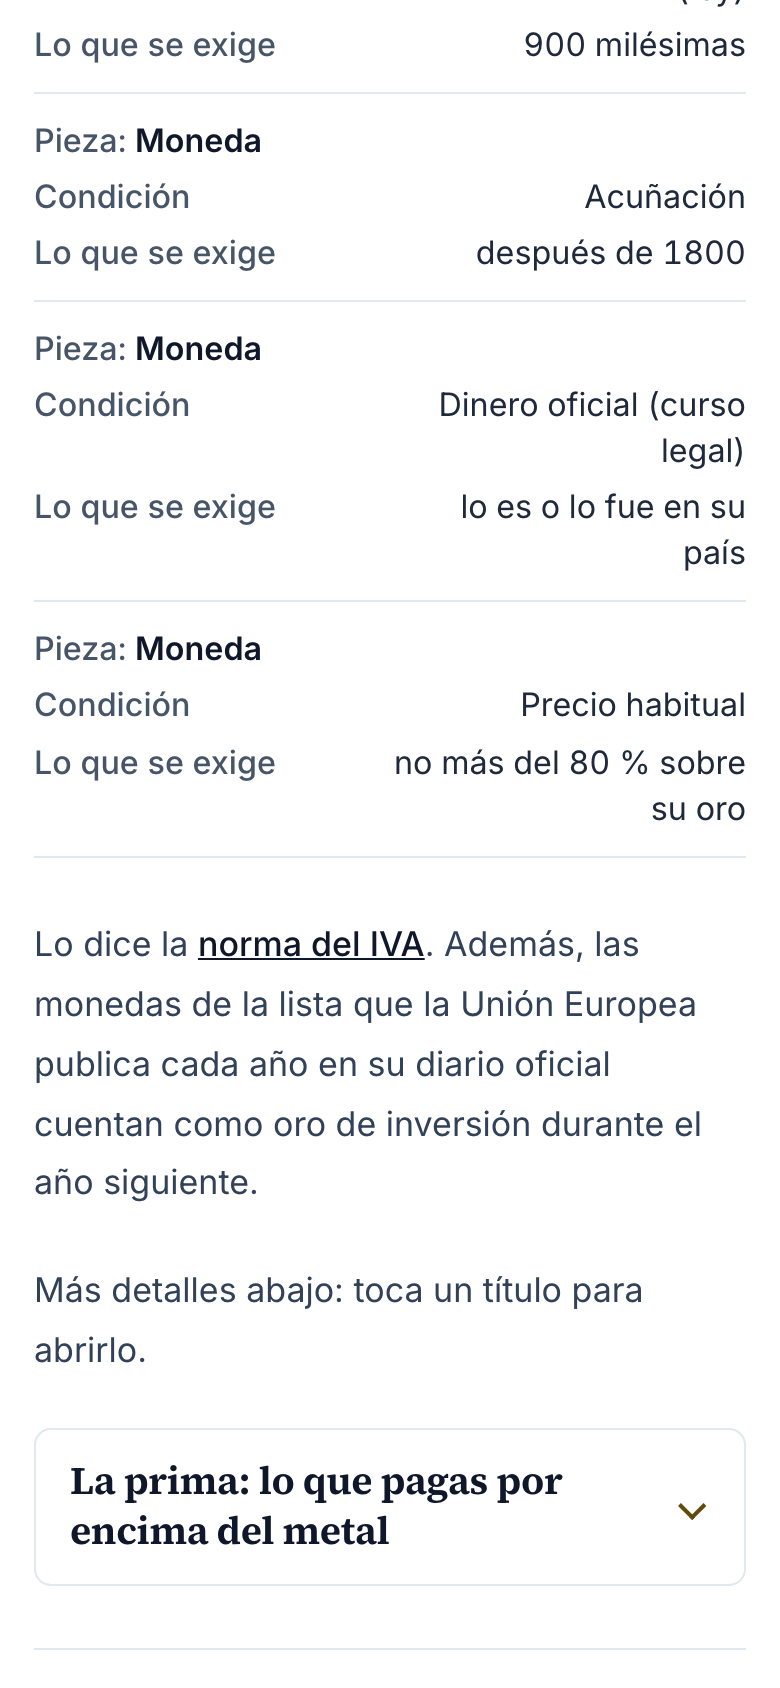 Lo que se exige 900 milésimas
Pieza: Moneda
Condición Acuñación
Lo que se exige después de 1800
Pieza: Moneda
Condición Dinero oficial (curso
legal)
Lo que se exige lo es o lo fue en su
país
Pieza: Moneda
Condición Precio habitual
Lo que se exige no más del 80 % sobre
su oro
Lo dice la norma del IVA. Además, las
monedas de la lista que la Unión Europea
publica cada año en su diario oficial
cuentan como oro de inversión durante el
año siguiente.
Más detalles abajo: toca un título para
abrirlo.
La prima: lo que pagas por
encima del metal